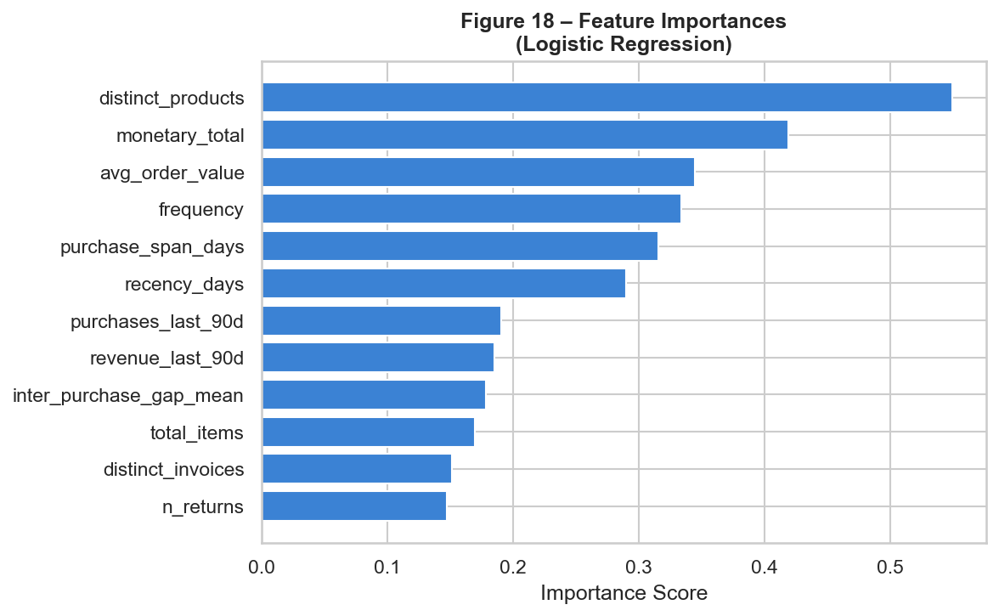 Figure 18 – Feature Importances
(Logistic Regression)
distinct_products
monetary_total
avg_order_value
frequency
purchase_span_days
recency_days
purchases_last_90d
revenue_last_90d
inter_purchase_gap_mean
total_items
distinct_invoices
n_returns
0.0 0.1 0.2 0.3 0.4 0.5
Importance Score